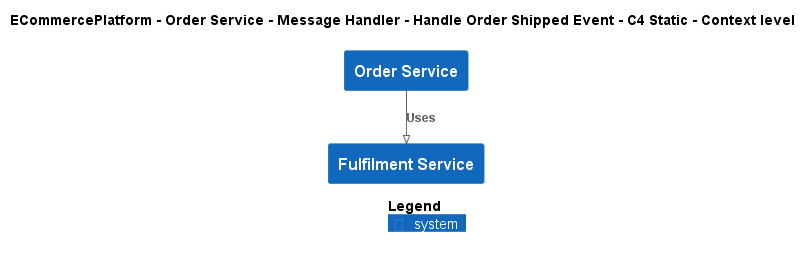 ECommercePlatform - Order Service - Message Handler - Handle Order Shipped Event - C4 Static - Context level
Order Service
Uses
Fulfilment Service
Legend
system